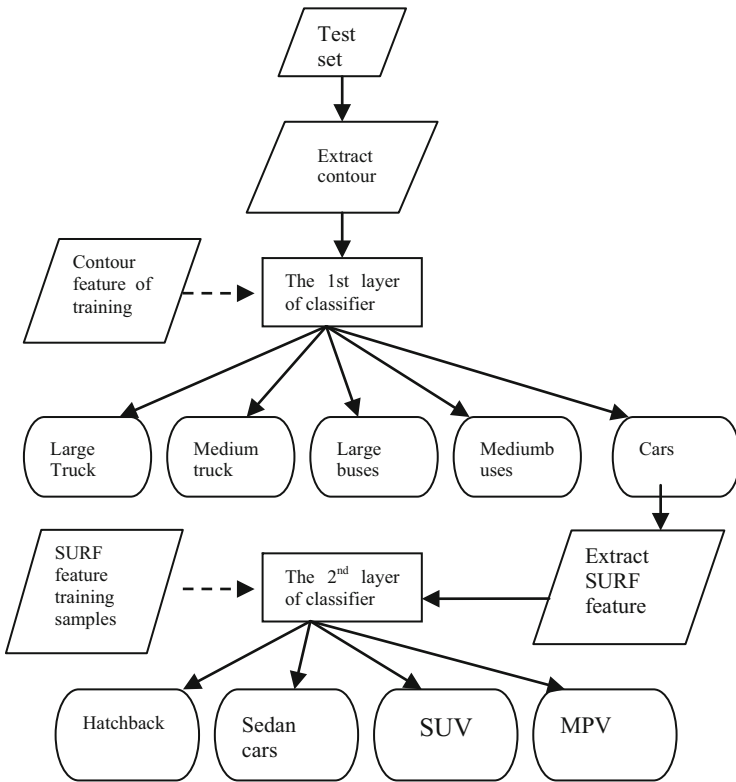 Test
set
Extract
contour
Contour
feature of
training
The 1st layer
of classifier
Large
Truck
Medium
truck
Large
buses
Mediumb
uses
Cars
SURF
feature
training
samples
The 2nd layer
of classifier
Extract
SURF
feature
Hatchback
Sedan
cars
SUV
MPV